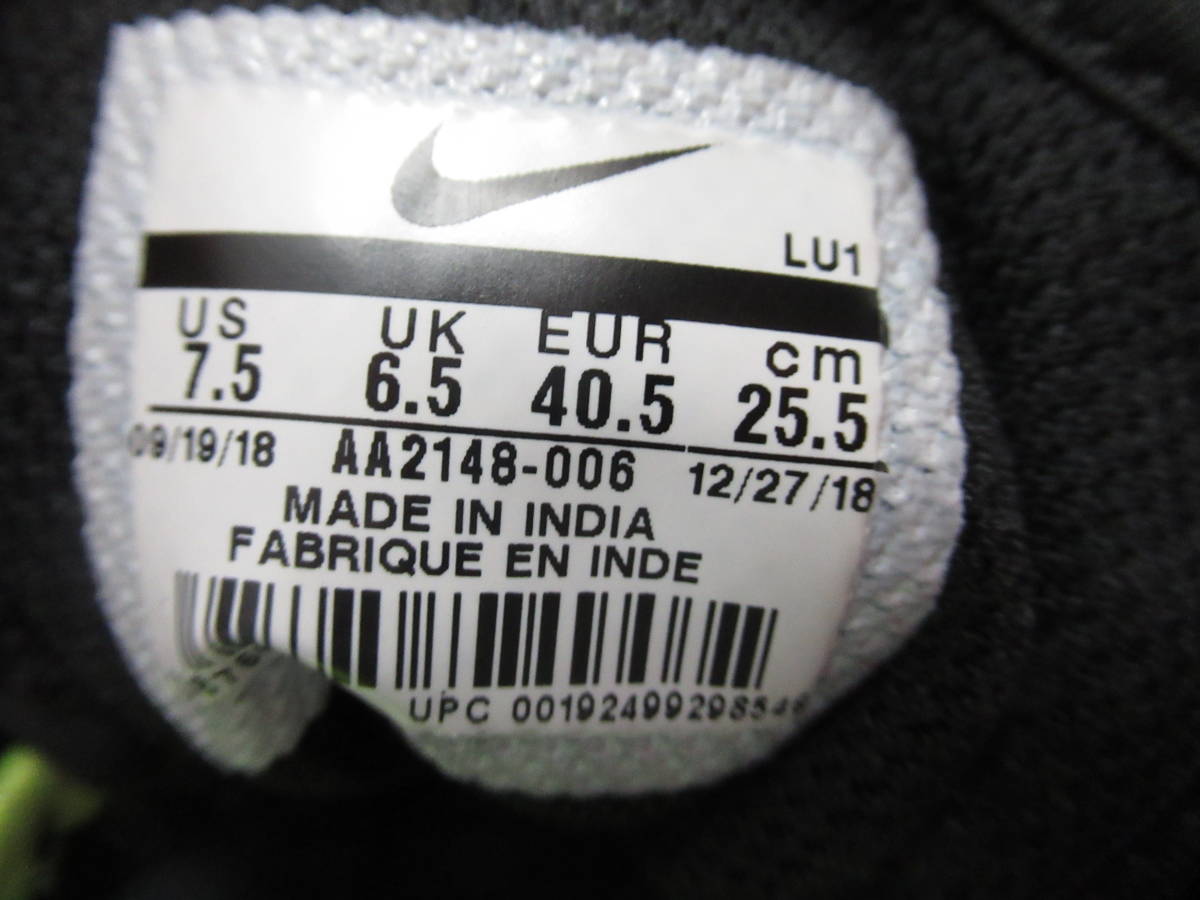 LU1
US UK EUR cm
7.5 6.5 40.5 25.5
09/19/18 AA2148-006 12/27/18
MADE IN INDIA
FABRIQUE EN INDE
UPC